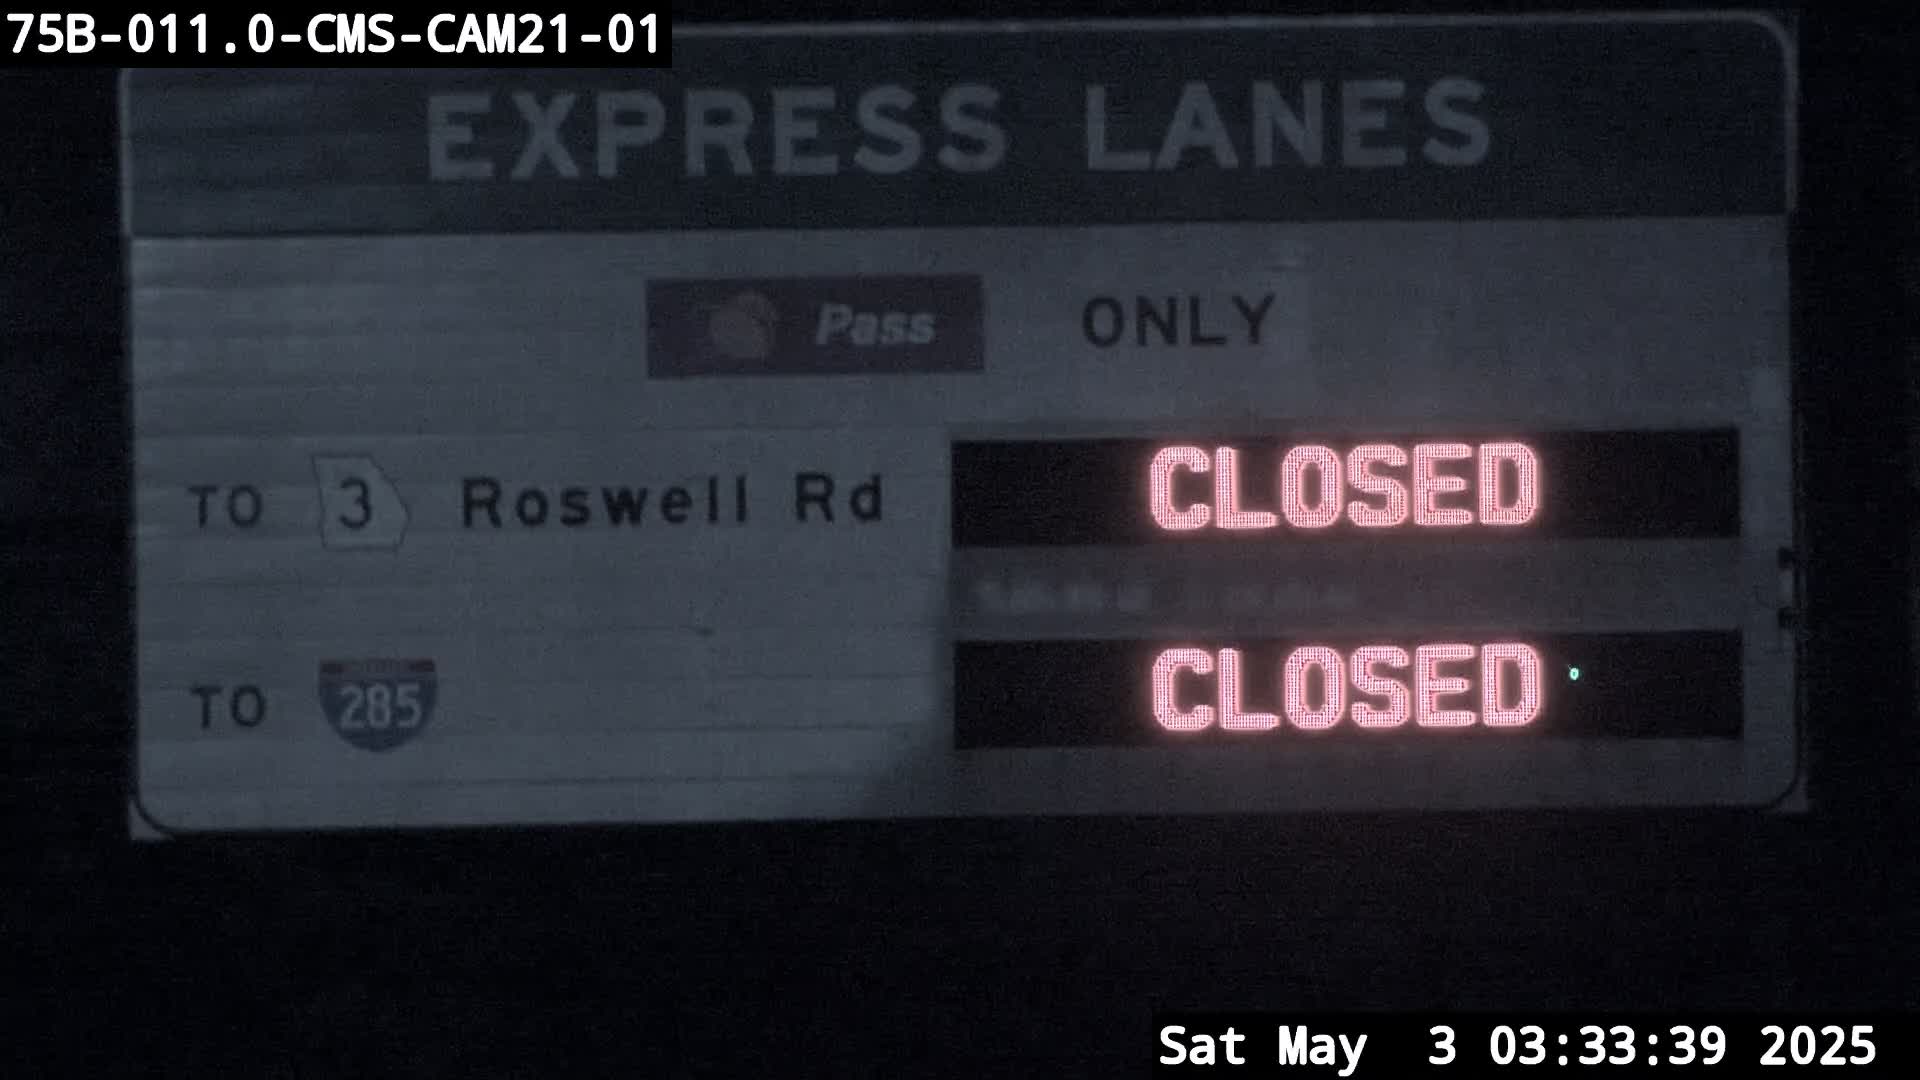 75B-011.0-CMS-CAM21-01
EXPRESS LANES
Pass ONLY
TO 3 Roswell Rd CLOSED
TO 285 CLOSED
Sat May 3 03:33:39 2025